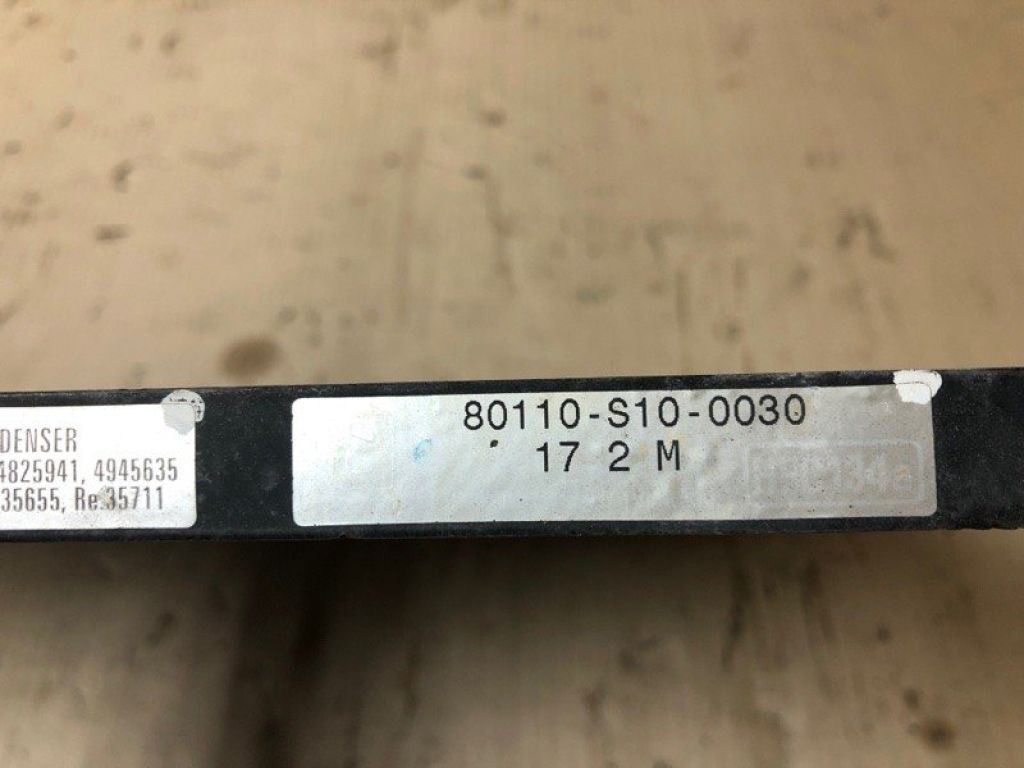 DENSER
4825941, 4945635
35655, Re.35711
80110-S10-0030
17 2 M